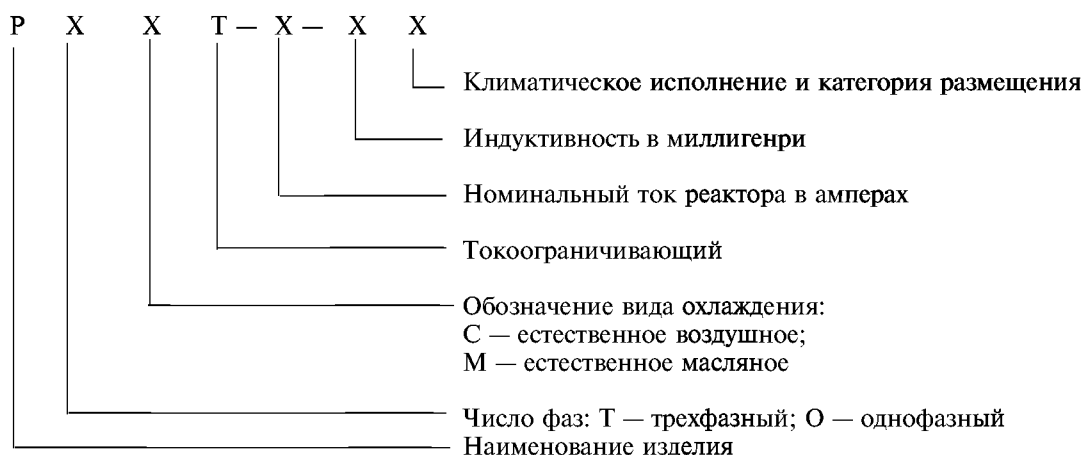 Р Х Х Т — Х — Х Х
Климатическое исполнение и категория размещения
Индуктивность в миллигенри
Номинальный ток реактора в амперах
Токоограничивающий
Обозначение вида охлаждения:
С — естественное воздушное;
М — естественное масляное
Число фаз: Т — трехфазный; О — однофазный
Наименование изделия